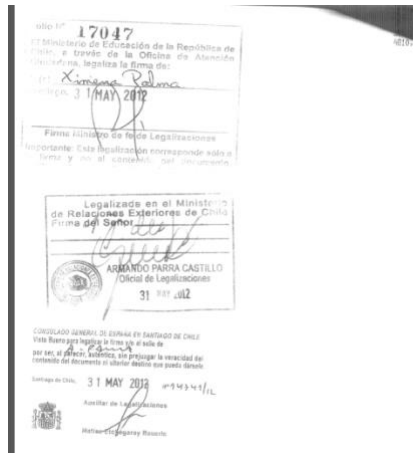 olio Nº 17047
El Ministerio de Educación de la República de
Chile, a través de la Oficina de Atención
Ciudadana, legaliza la firma de:
Ximena Palma
31 MAY 2012
Firma Ministro de fe de Legalizaciones
Importante: Esta legalización corresponde sólo a
firma y no al contenido del documento
Legalizada en el Ministerio
de Relaciones Exteriores de Chile
Firma del Señor
ARMANDO PARRA CASTILLO
Oficial de Legalizaciones
31 MAY 2012
CONSULADO GENERAL DE ESPAÑA EN SANTIAGO DE CHILE
Visto Bueno para legalizar la firma y/o el sello de
A. Parra
por ser, al parecer, auténtico, sin prejuzgar la veracidad del
contenido del documento ni ulterior destino que pueda dársele
Santiago de Chile, 31 MAY 2012
Auxiliar de Legalizaciones
Matías Etchegaray Rosario